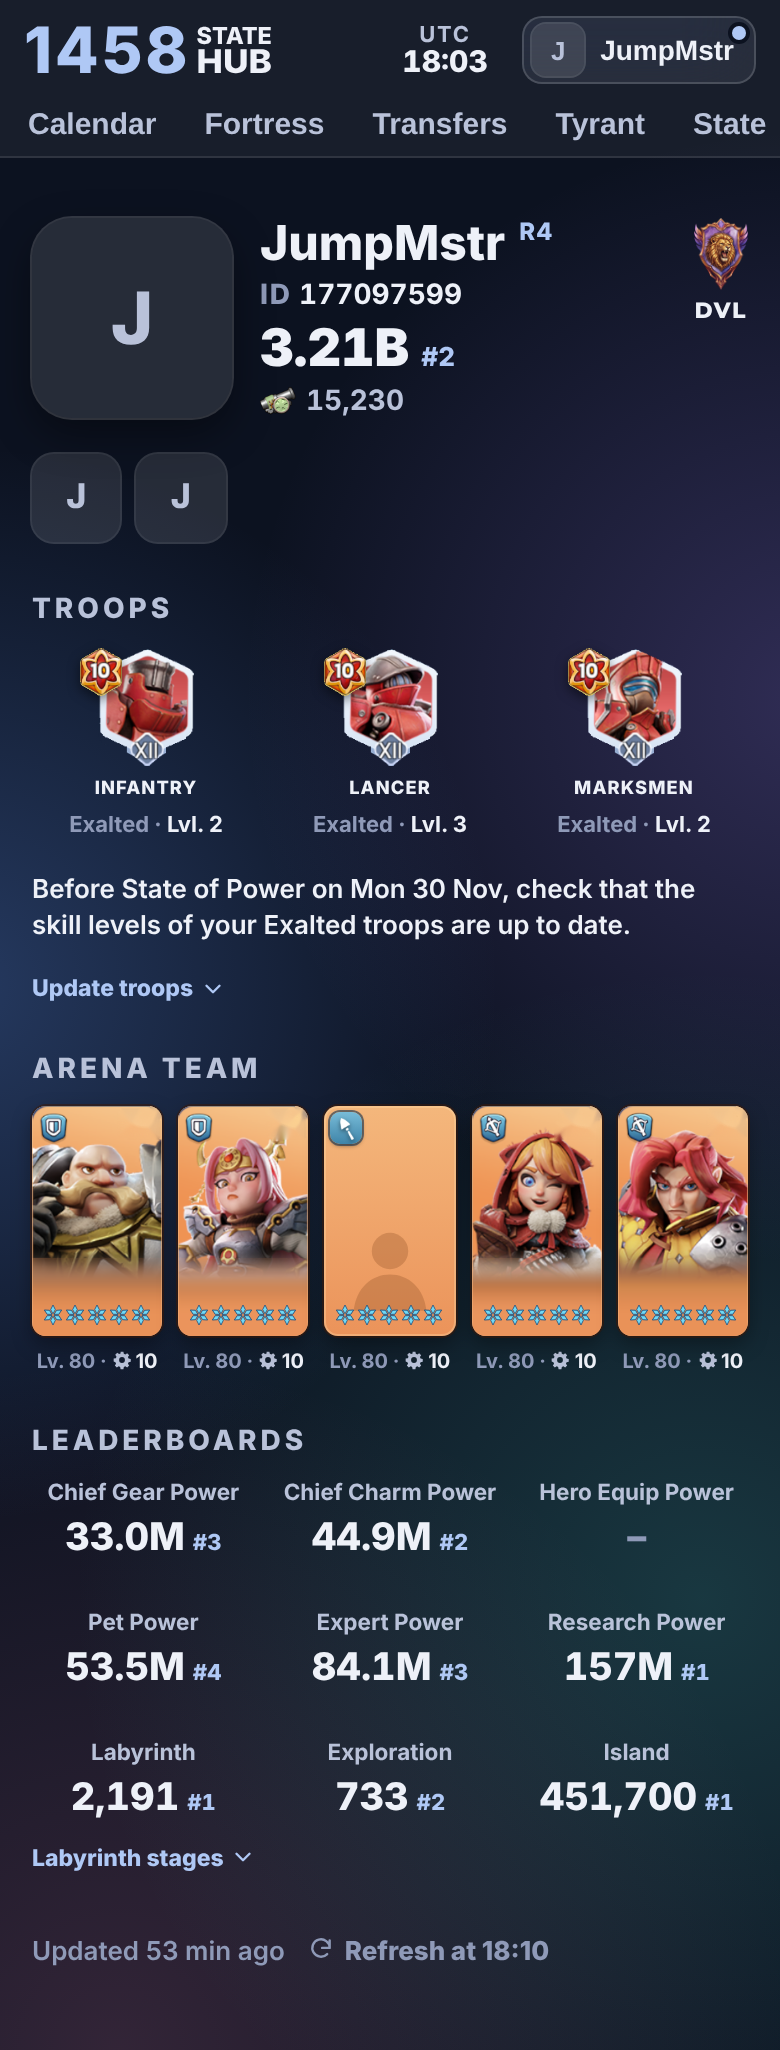 1458 STATE HUB
UTC
18:03
J JumpMstr
Calendar Fortress Transfers Tyrant State
J
JumpMstr R4
ID 177097599
3.21B #2
15,230
DVL
J J
TROOPS
10 XII 10 XII 10 XII
INFANTRY LANCER MARKSMEN
Exalted · Lvl. 2 Exalted · Lvl. 3 Exalted · Lvl. 2
Before State of Power on Mon 30 Nov, check that the
skill levels of your Exalted troops are up to date.
Update troops
ARENA TEAM
Lv. 80 · 10 Lv. 80 · 10 Lv. 80 · 10 Lv. 80 · 10 Lv. 80 · 10
LEADERBOARDS
Chief Gear Power Chief Charm Power Hero Equip Power
33.0M #3 44.9M #2 –
Pet Power Expert Power Research Power
53.5M #4 84.1M #3 157M #1
Labyrinth Exploration Island
2,191 #1 733 #2 451,700 #1
Labyrinth stages
Updated 53 min ago Refresh at 18:10